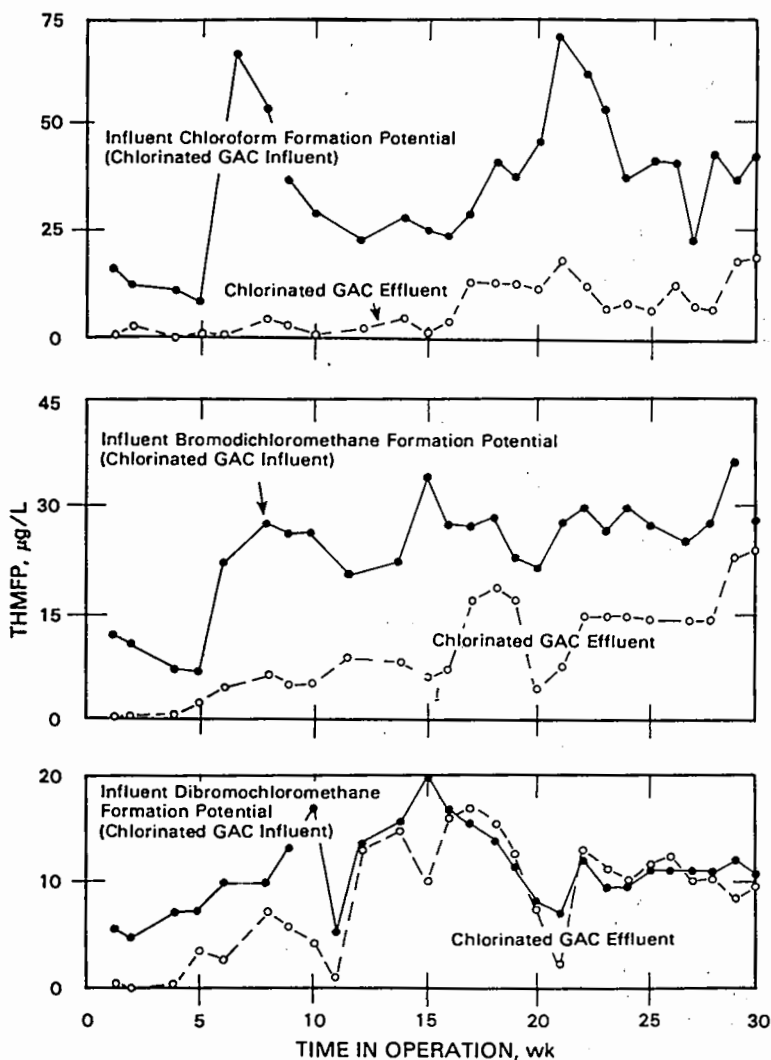 75
50
25
0
Influent Chloroform Formation Potential
(Chlorinated GAC Influent)
Chlorinated GAC Effluent
THMFP, μg/L
45
30
15
0
Influent Bromodichloromethane Formation Potential
(Chlorinated GAC Influent)
Chlorinated GAC Effluent
20
10
0
Influent Dibromochloromethane
Formation Potential
(Chlorinated GAC Influent)
Chlorinated GAC Effluent
0 5 10 15 20 25 30
TIME IN OPERATION, wk